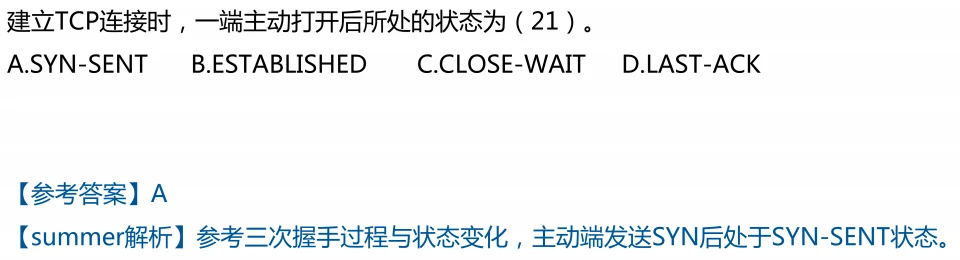 建立TCP连接时，一端主动打开后所处的状态为（21）。
A.SYN-SENT B.ESTABLISHED C.CLOSE-WAIT D.LAST-ACK
【参考答案】A
【summer解析】参考三次握手过程与状态变化，主动端发送SYN后处于SYN-SENT状态。